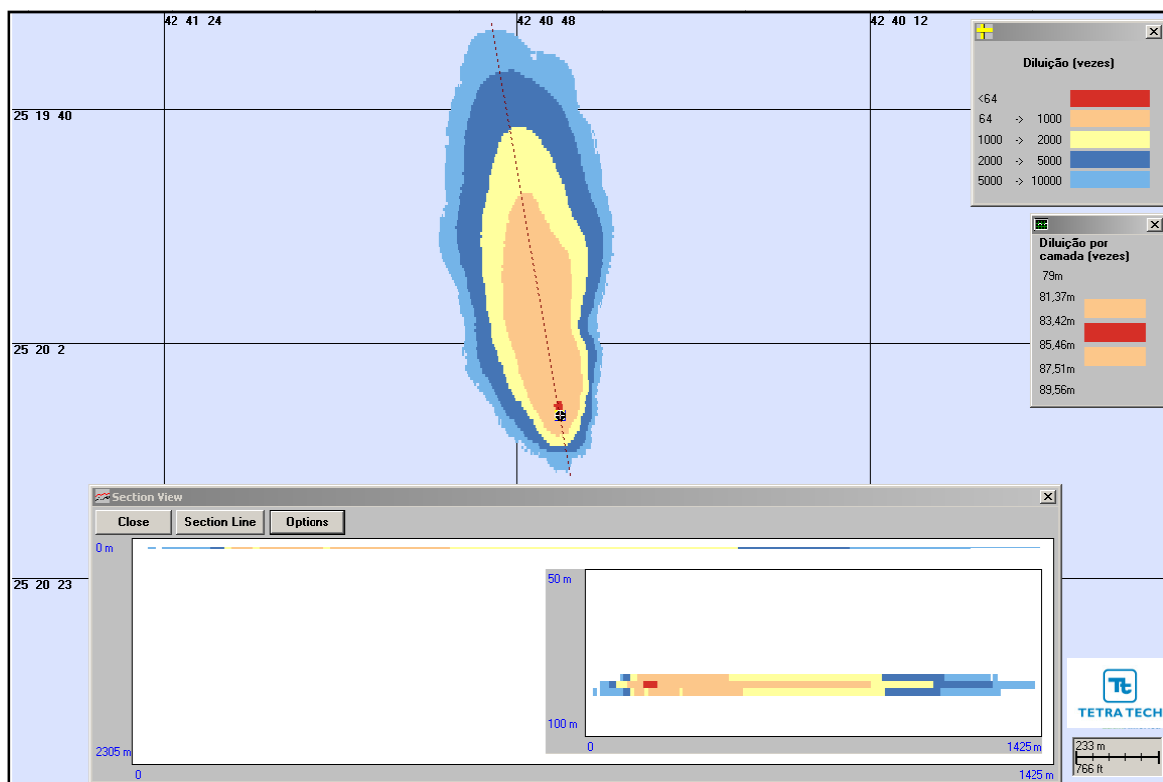 42 41 24
42 40 48
42 40 12
25 19 40
25 20 2
25 20 23
Diluição (vezes)
<64
64 -> 1000
1000 -> 2000
2000 -> 5000
5000 -> 10000
Diluição por
camada (vezes)
79m
81,37m
83,42m
85,46m
87,51m
89,56m
Section View
Close
Section Line
Options
0 m
2305 m
0
1425 m
50 m
100 m
0
1425 m
Tt
TETRA TECH
233 m
766 ft